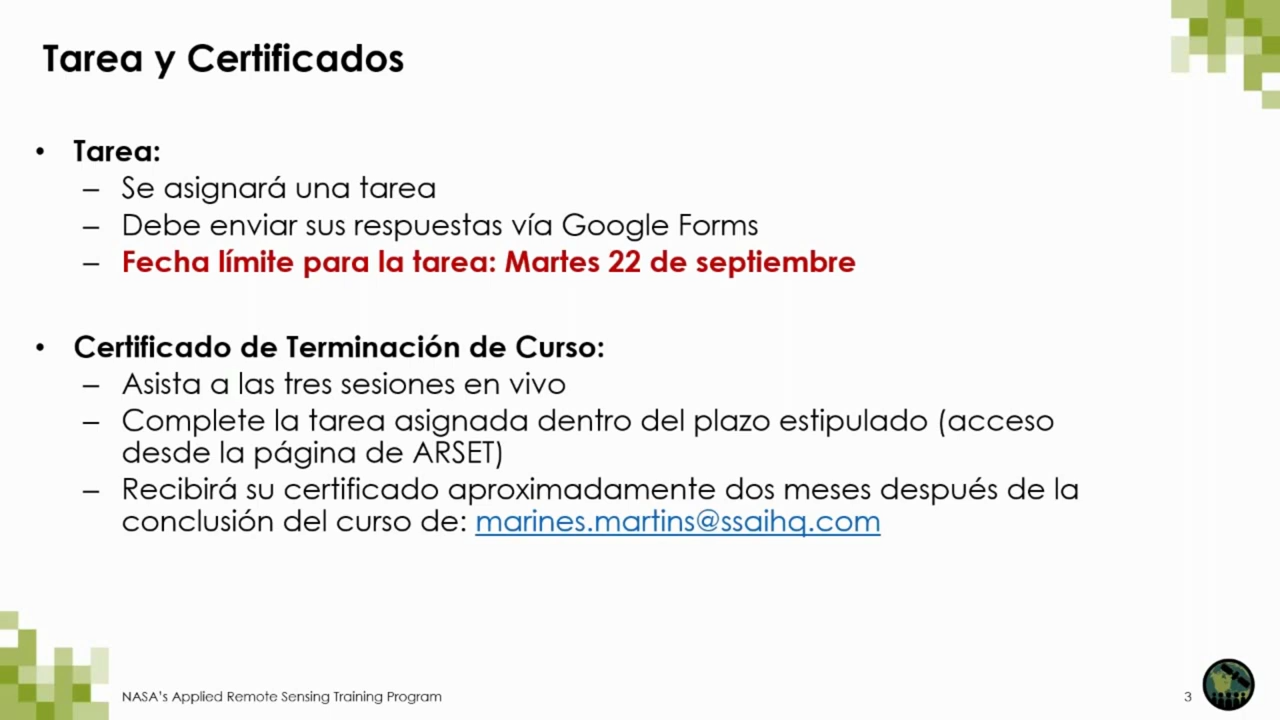 Tarea y Certificados
• Tarea:
– Se asignará una tarea
– Debe enviar sus respuestas vía Google Forms
– Fecha límite para la tarea: Martes 22 de septiembre
• Certificado de Terminación de Curso:
– Asista a las tres sesiones en vivo
– Complete la tarea asignada dentro del plazo estipulado (acceso
desde la página de ARSET)
– Recibirá su certificado aproximadamente dos meses después de la
conclusión del curso de: marines.martins@ssaihq.com
NASA's Applied Remote Sensing Training Program
3